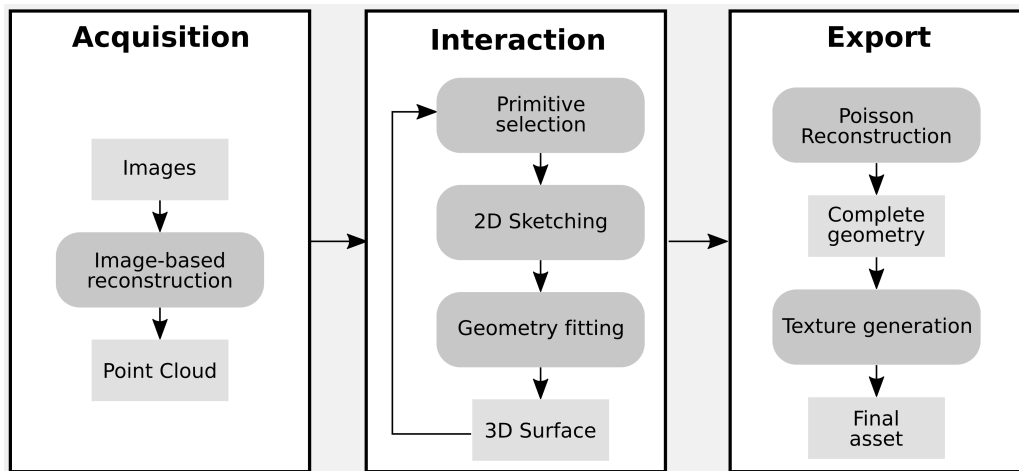 Acquisition
Images
Image-based
reconstruction
Point Cloud
Interaction
Primitive
selection
2D Sketching
Geometry fitting
3D Surface
Export
Poisson
Reconstruction
Complete
geometry
Texture generation
Final
asset